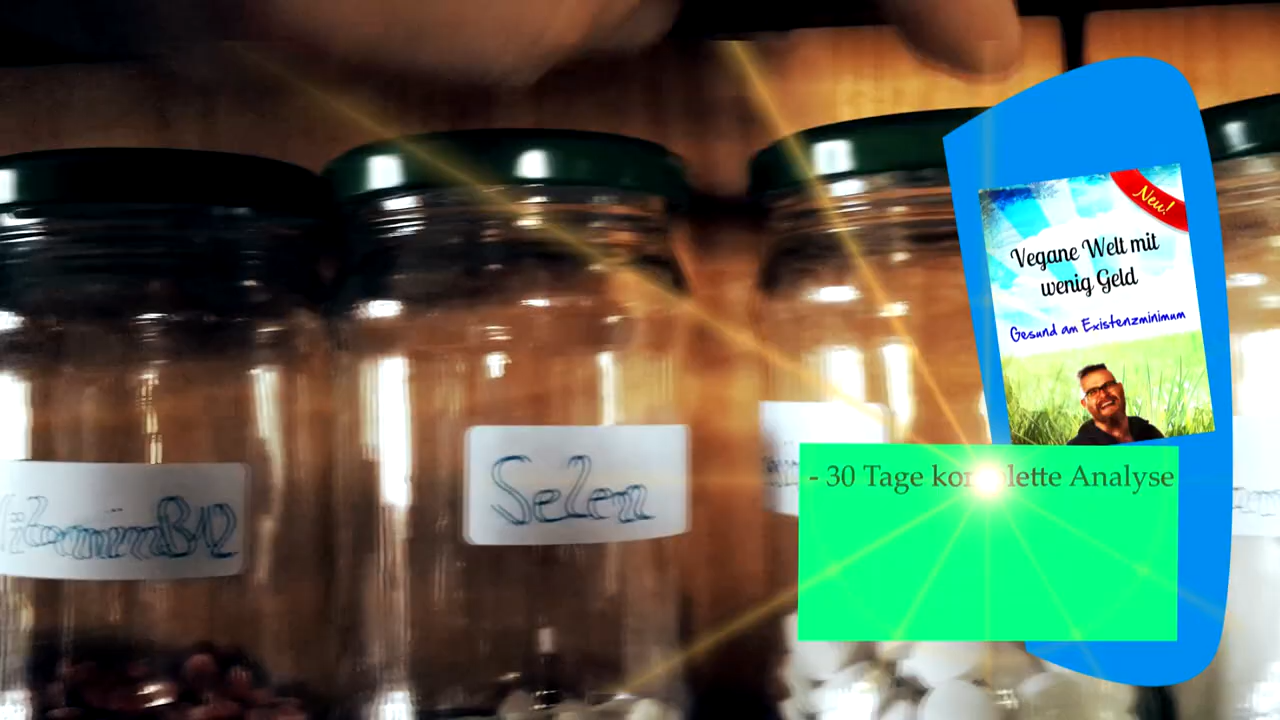 Neu!
Vegane Welt mit
wenig Geld
Gesund am Existenzminimum
- 30 Tage komplette Analyse
Selen
VitaminB12